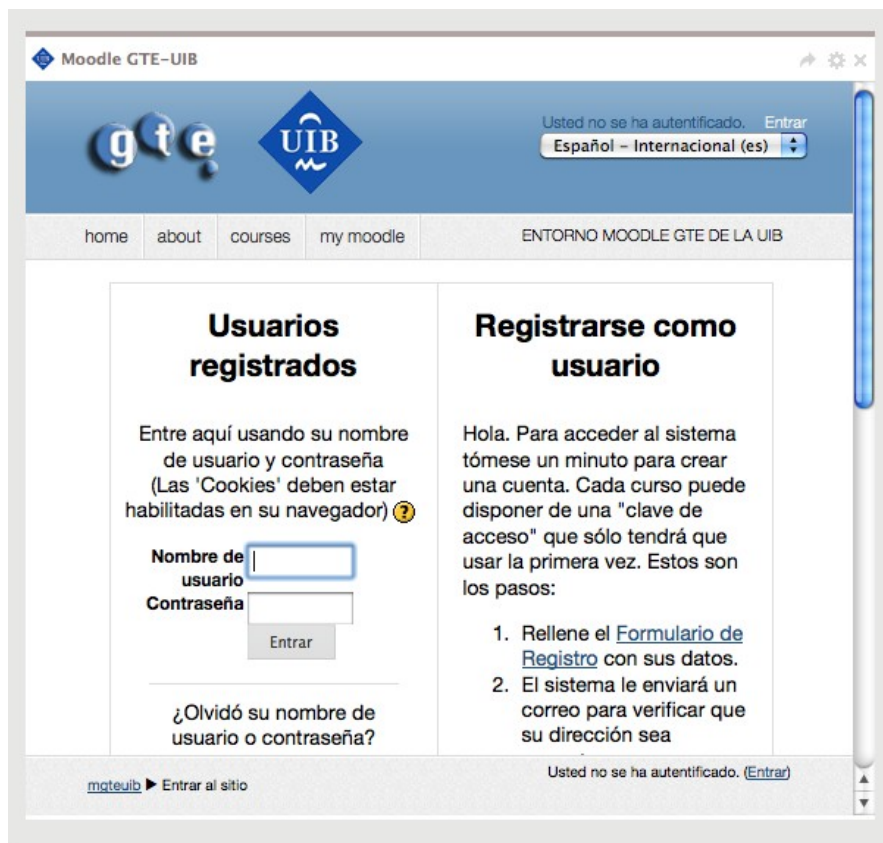 Moodle GTE-UIB
gte
UIB
Usted no se ha autentificado. Entrar
Español - Internacional (es)
home about courses my moodle
ENTORNO MOODLE GTE DE LA UIB
Usuarios
registrados
Entre aquí usando su nombre
de usuario y contraseña
(Las 'Cookies' deben estar
habilitadas en su navegador) ?
Nombre de
usuario
Contraseña
Entrar
¿Olvidó su nombre de
usuario o contraseña?
Registrarse como
usuario
Hola. Para acceder al sistema
tómese un minuto para crear
una cuenta. Cada curso puede
disponer de una "clave de
acceso" que sólo tendrá que
usar la primera vez. Estos son
los pasos:
1. Rellene el Formulario de
Registro con sus datos.
2. El sistema le enviará un
correo para verificar que
su dirección sea
mgteuib ► Entrar al sitio
Usted no se ha autentificado. (Entrar)